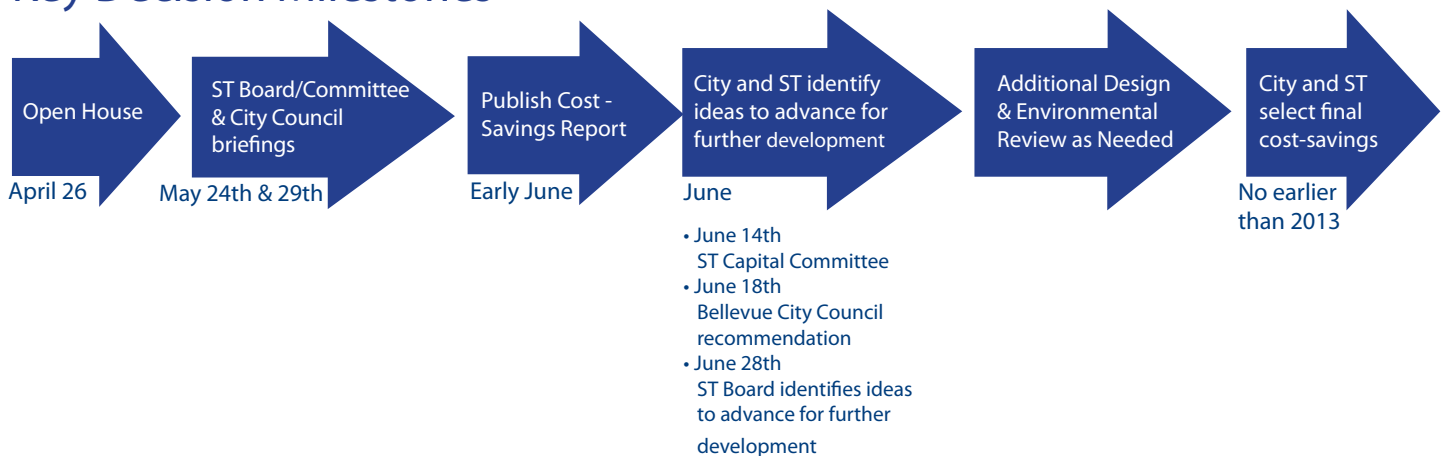 Key Decision Milestones
Open House
April 26
ST Board/Committee
& City Council
briefings
May 24th & 29th
Publish Cost -
Savings Report
Early June
City and ST identify
ideas to advance for
further development
June
• June 14th
ST Capital Committee
• June 18th
Bellevue City Council
recommendation
• June 28th
ST Board identifies ideas
to advance for further
development
Additional Design
& Environmental
Review as Needed
City and ST
select final
cost-savings
No earlier
than 2013